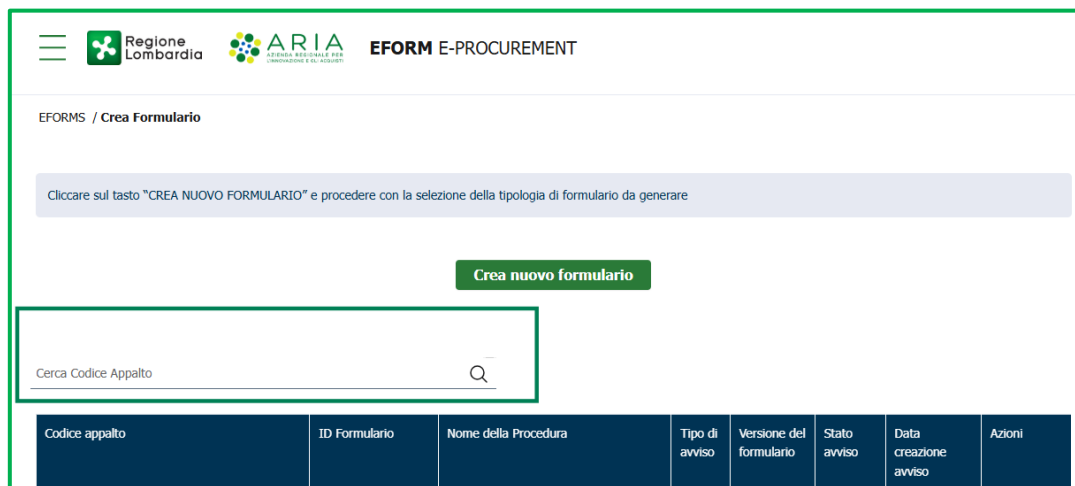 Regione
Lombardia
ARIA
AZIENDA REGIONALE PER
L'INNOVAZIONE E GLI ACQUISTI
EFORM E-PROCUREMENT
EFORMS / Crea Formulario
Cliccare sul tasto "CREA NUOVO FORMULARIO" e procedere con la selezione della tipologia di formulario da generare
Crea nuovo formulario
Cerca Codice Appalto
Codice appalto
ID Formulario
Nome della Procedura
Tipo di
avviso
Versione del
formulario
Stato
avviso
Data
creazione
avviso
Azioni